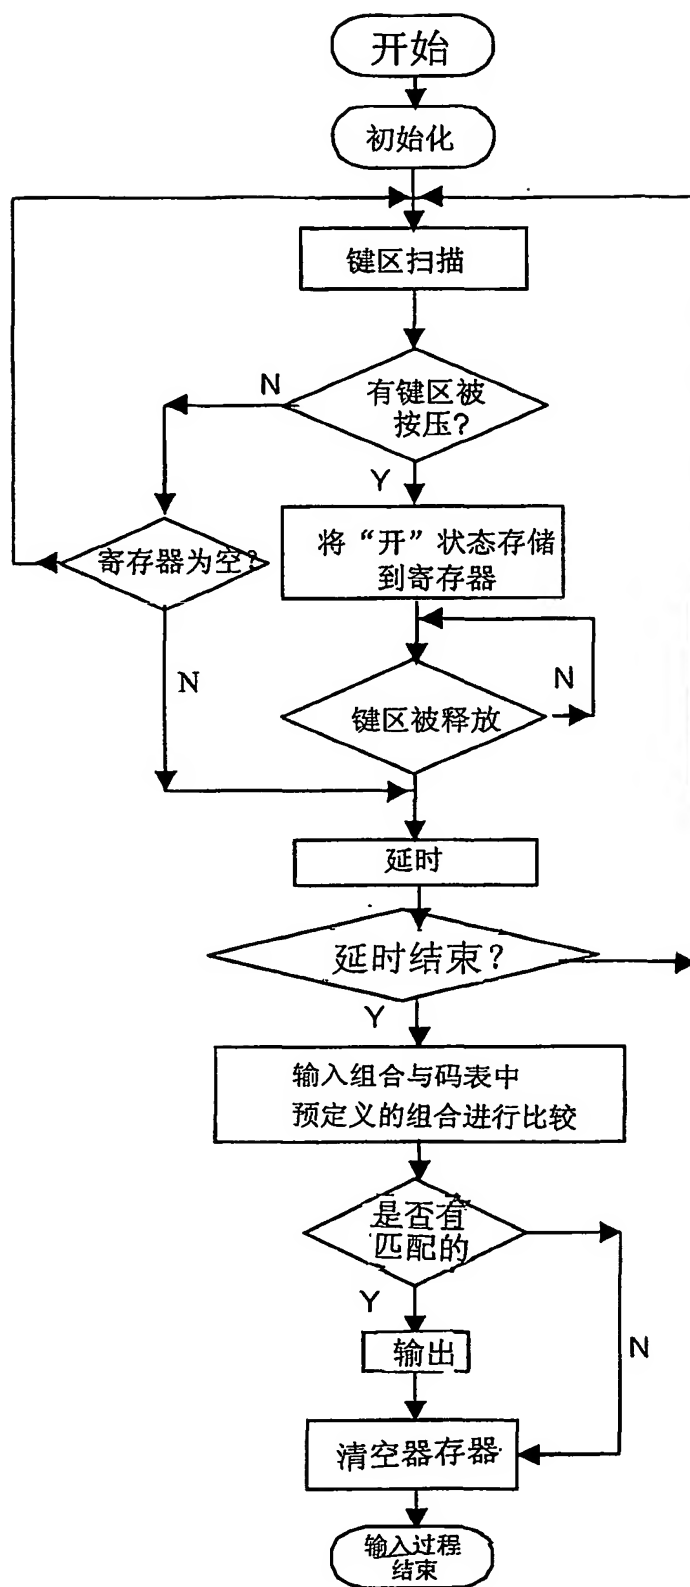 开始
初始化
键区扫描
N
有键区被
按压?
Y
寄存器为空?
将“开”状态存储
到寄存器
N
N
键区被释放
延时
延时结束?
Y
输入组合与码表中
预定义的组合进行比较
是否有
匹配的
Y
N
输出
清空器存器
输入过程
结束